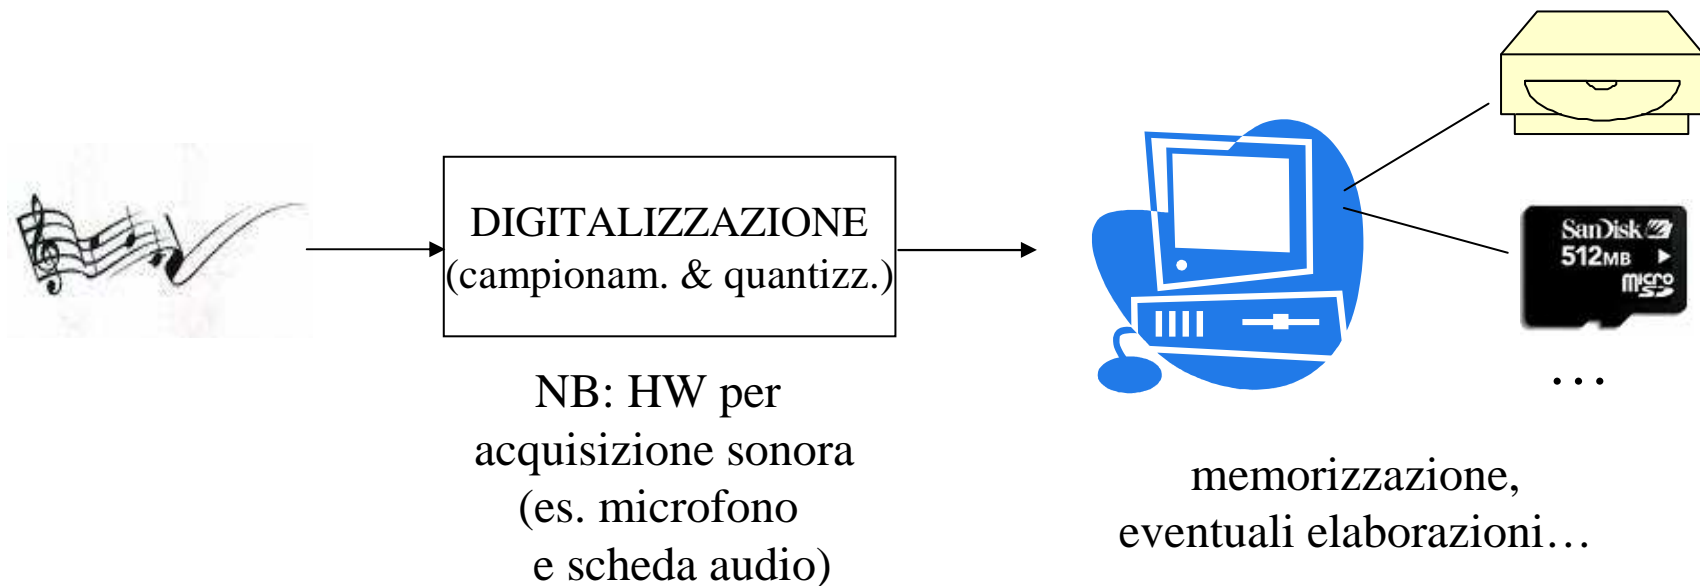 DIGITALIZZAZIONE
(campionam. & quantizz.)
NB: HW per
acquisizione sonora
(es. microfono
e scheda audio)
SanDisk
512MB
micro
SD
...
memorizzazione,
eventuali elaborazioni...